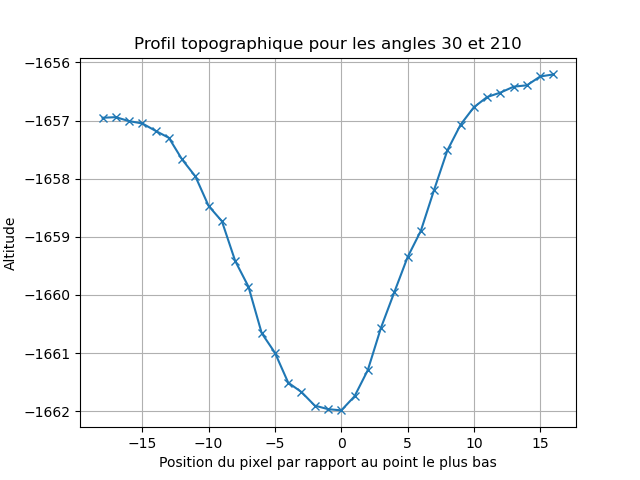 Profil topographique pour les angles 30 et 210
−1656
−1657
−1658
−1659
−1660
−1661
−1662
Altitude
−15 −10 −5 0 5 10 15
Position du pixel par rapport au point le plus bas